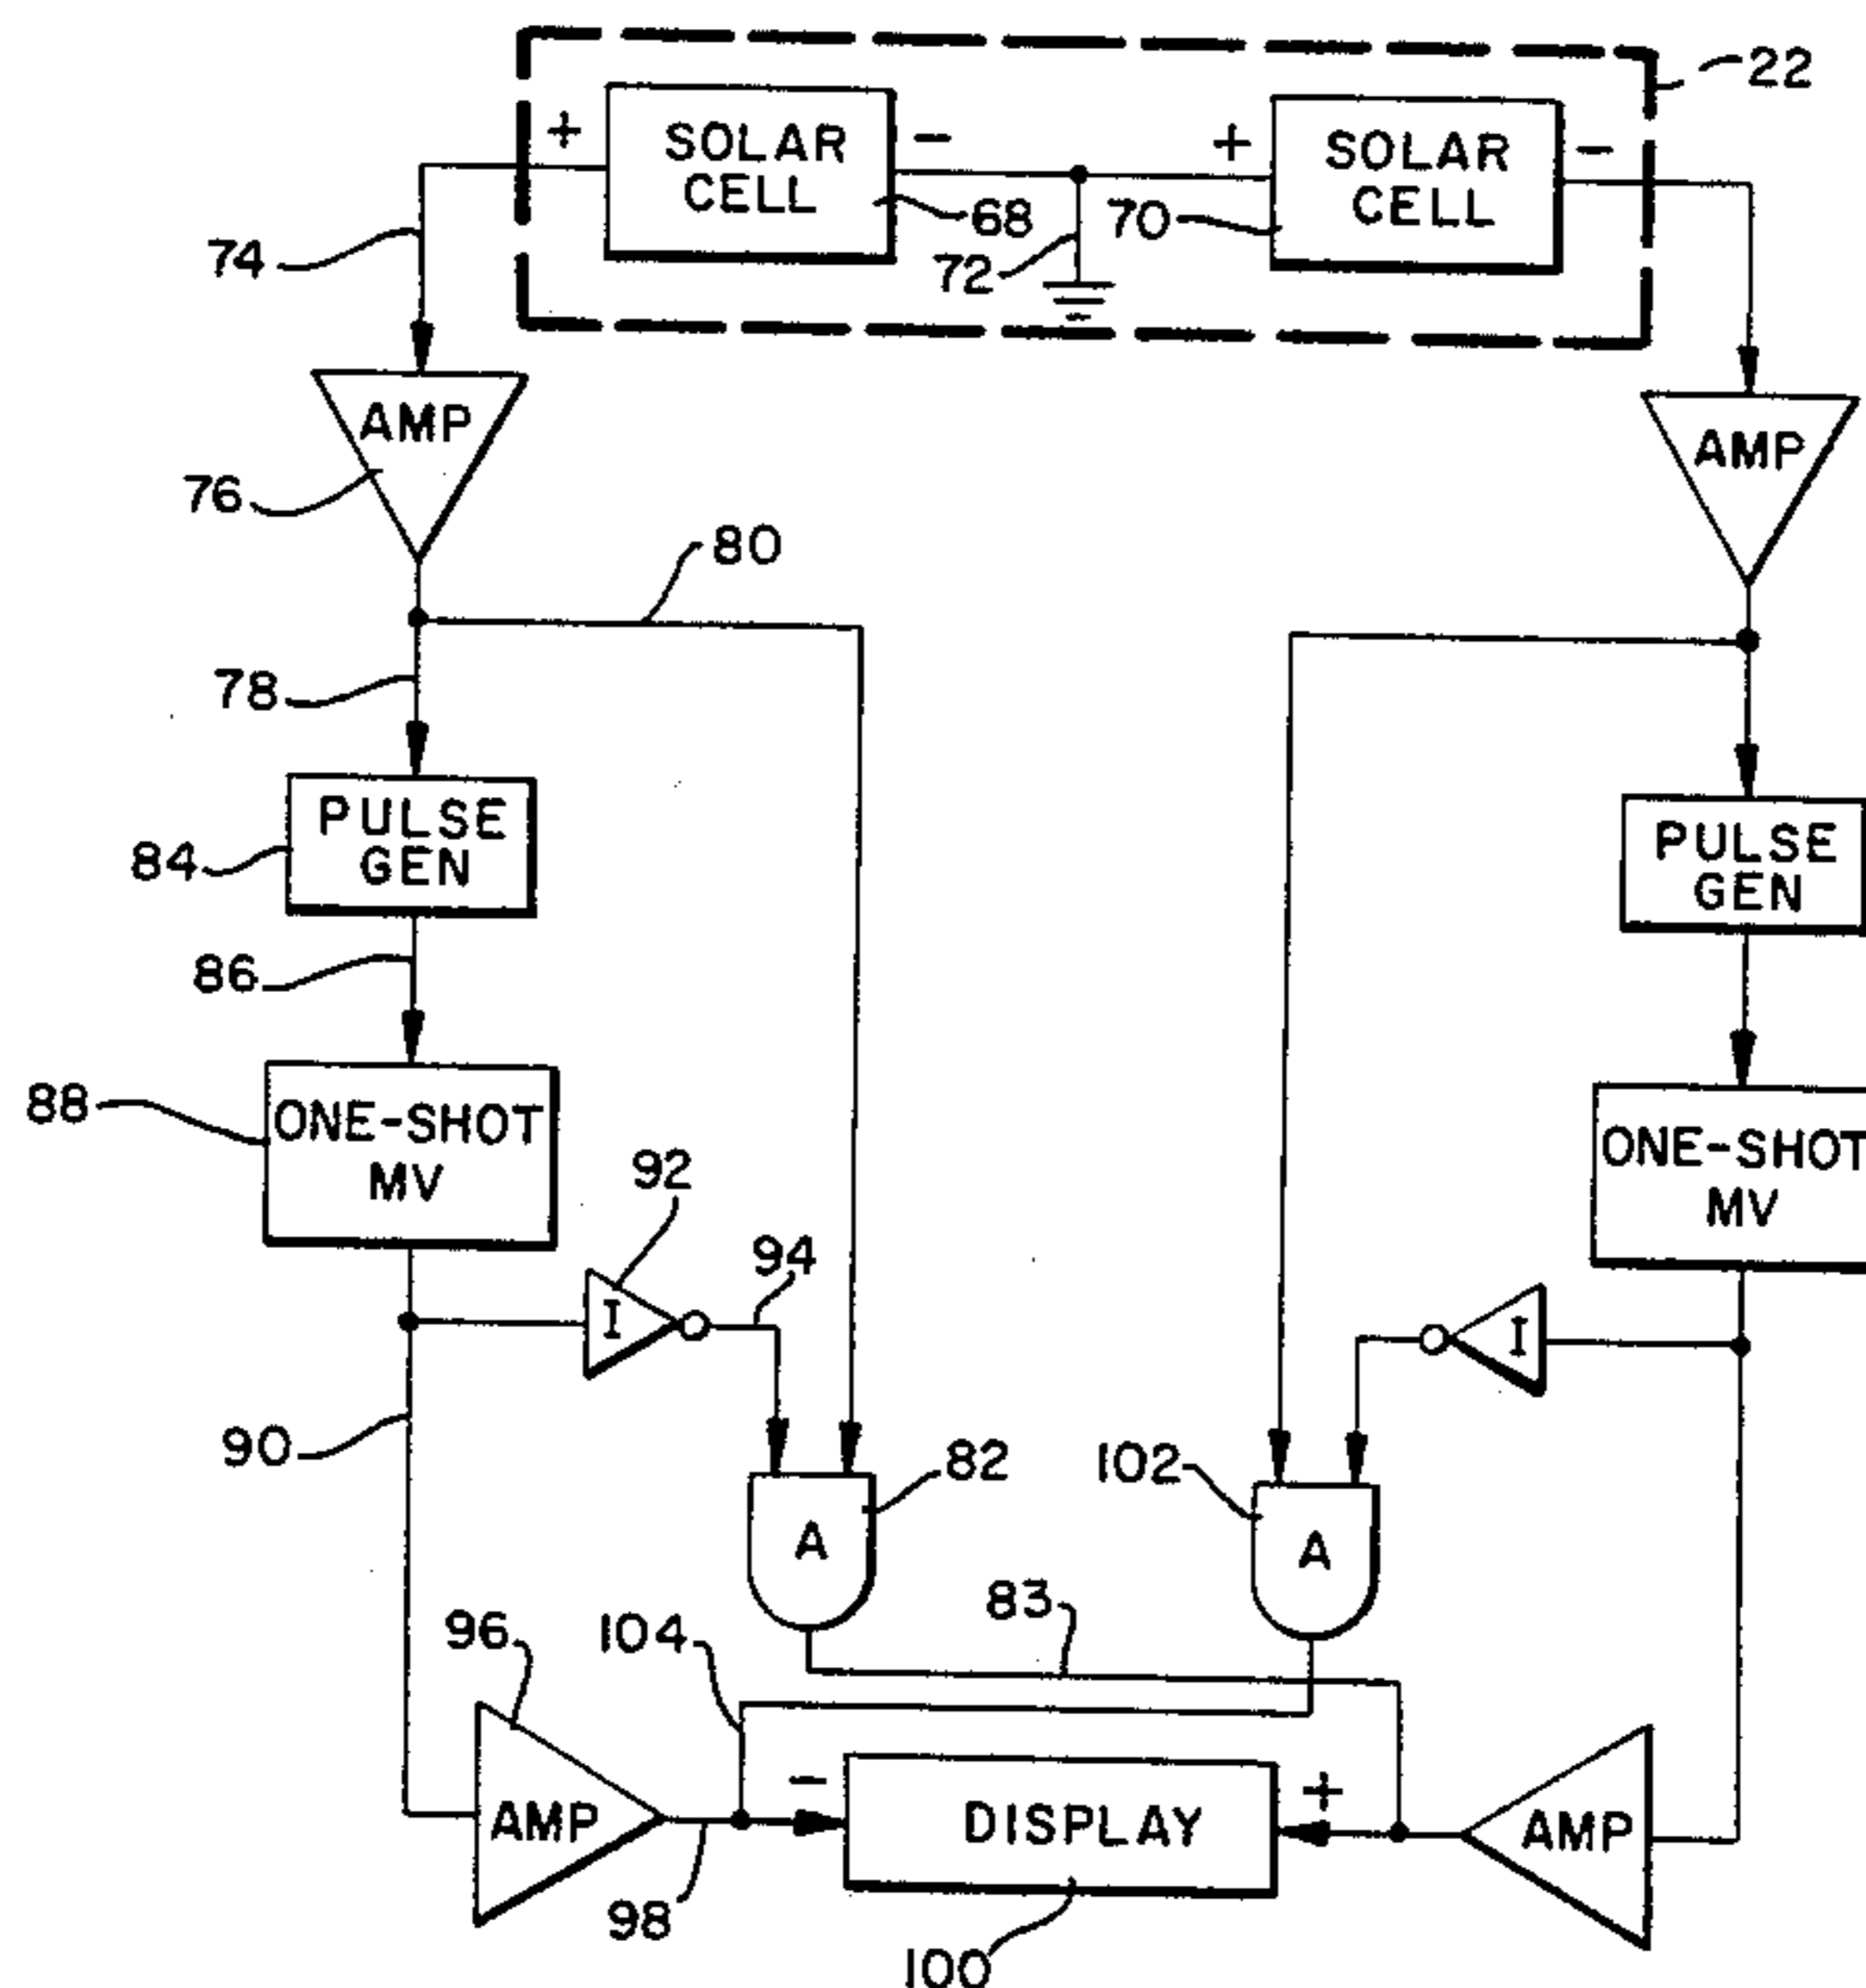 22
+ SOLAR CELL - + SOLAR CELL -
68
70
72
74
AMP
AMP
76
80
78
PULSE GEN
PULSE GEN
84
86
88
ONE-SHOT MV
ONE-SHOT MV
92
94
I
I
90
82
102
A
A
83
96
104
- +
AMP
DISPLAY
AMP
98
100